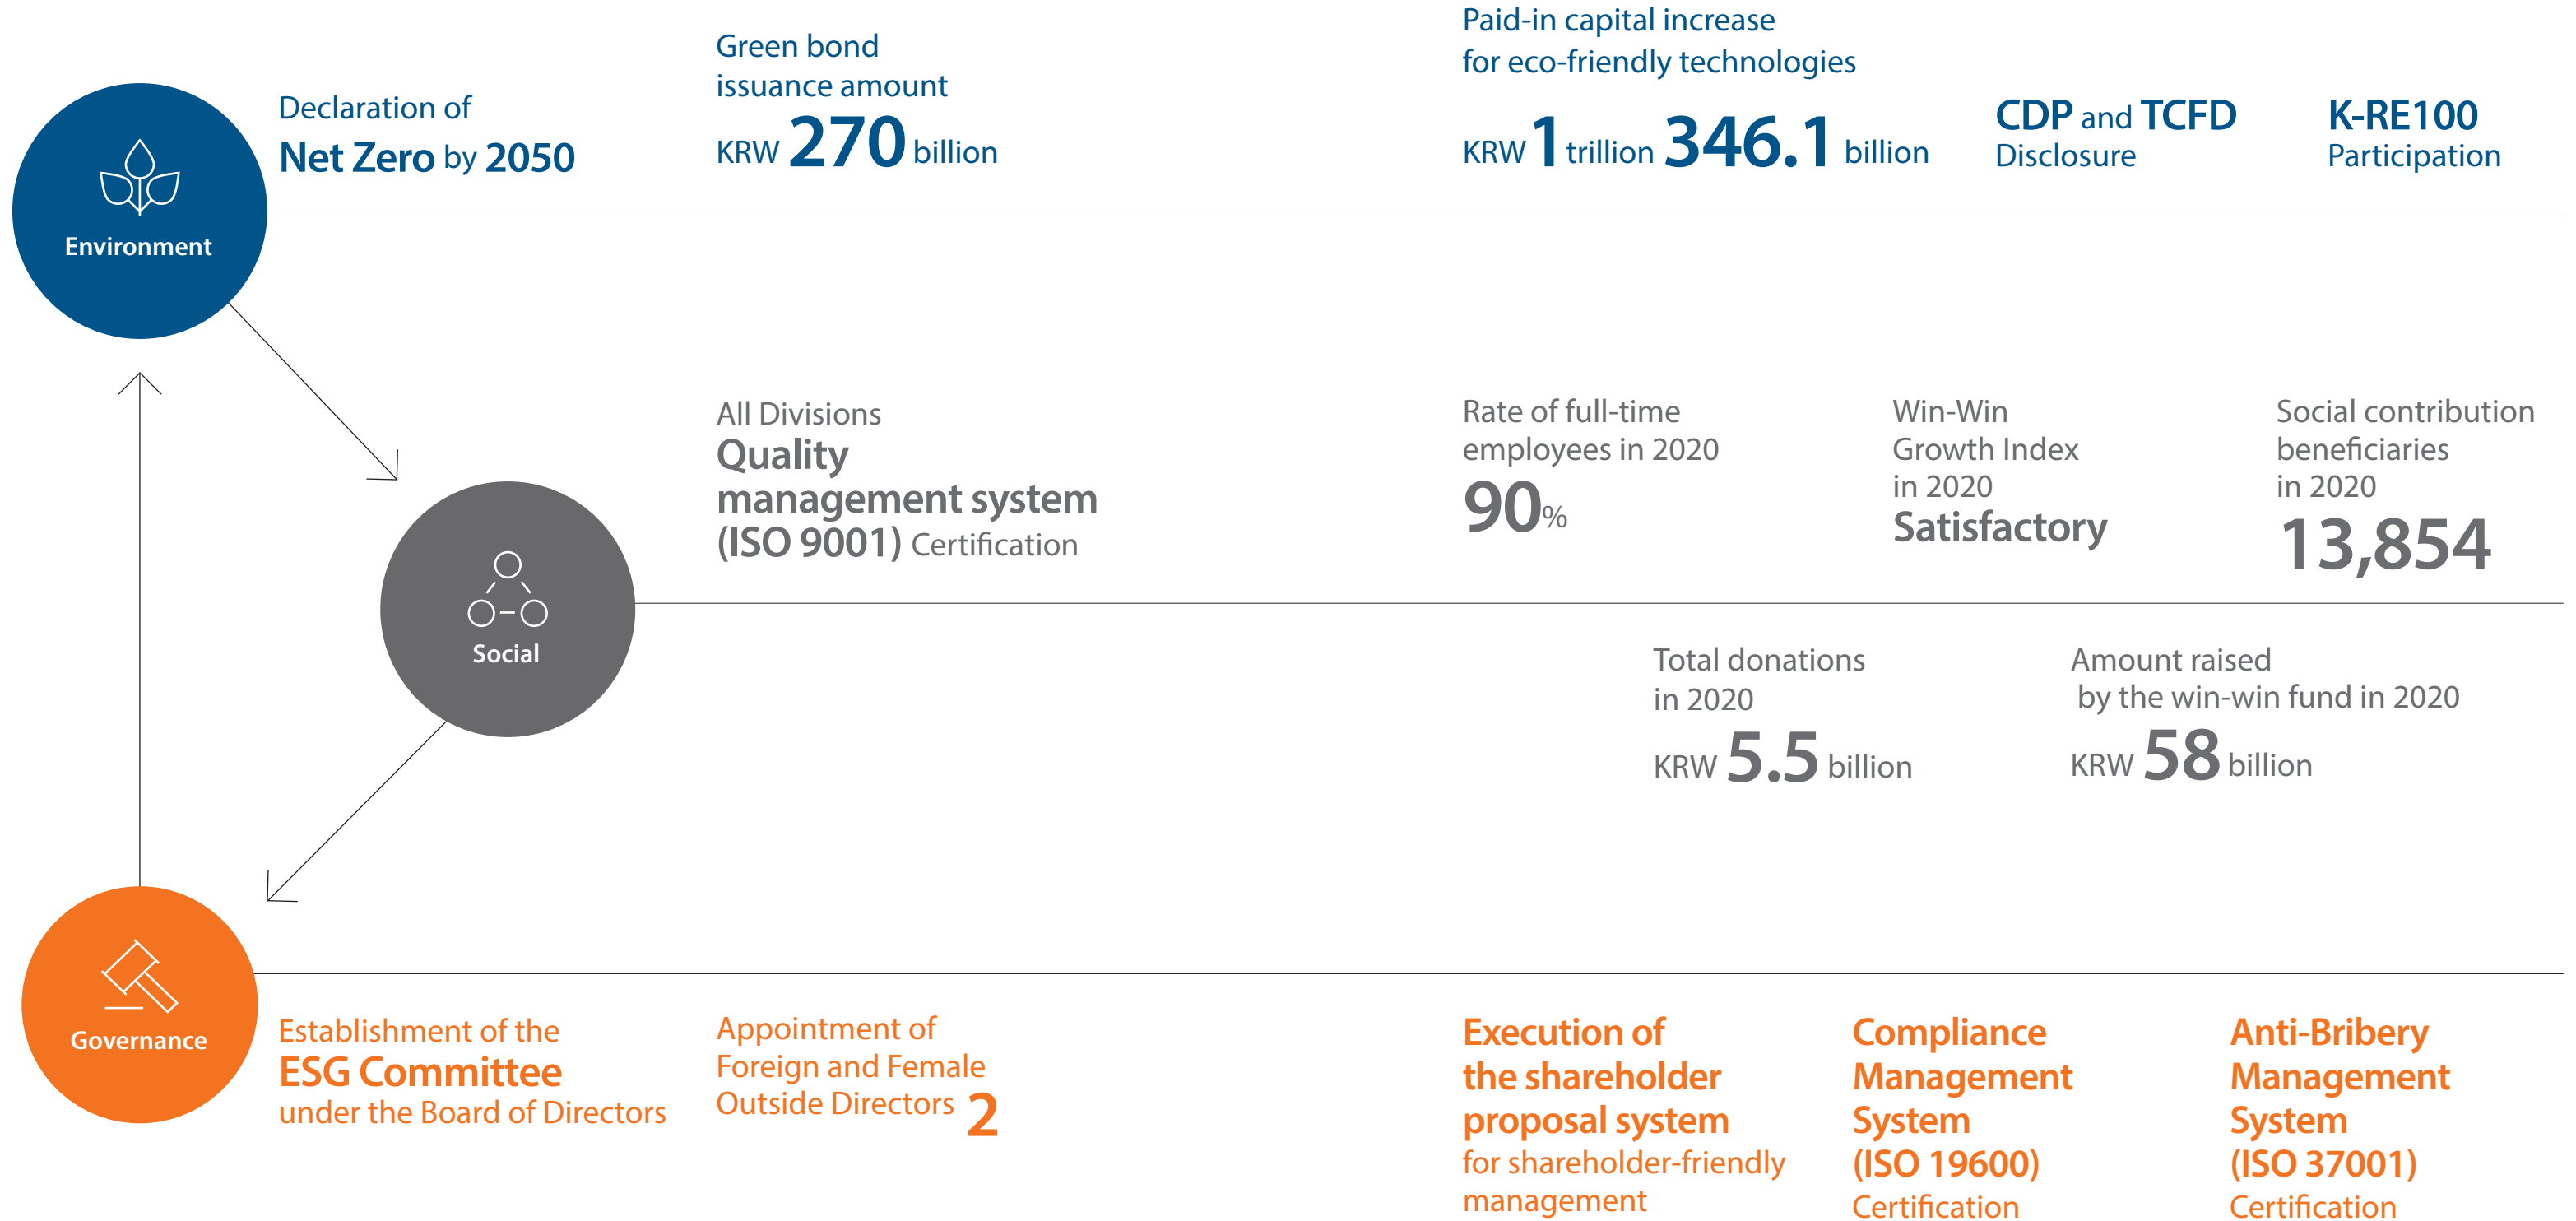 Environment
Declaration of
Net Zero by 2050
Green bond
issuance amount
KRW 270 billion
Paid-in capital increase
for eco-friendly technologies
KRW 1 trillion 346.1 billion
CDP and TCFD
Disclosure
K-RE100
Participation
Social
All Divisions
Quality
management system
(ISO 9001) Certification
Rate of full-time
employees in 2020
90%
Win-Win
Growth Index
in 2020
Satisfactory
Social contribution
beneficiaries
in 2020
13,854
Total donations
in 2020
KRW 5.5 billion
Amount raised
by the win-win fund in 2020
KRW 58 billion
Governance
Establishment of the
ESG Committee
under the Board of Directors
Appointment of
Foreign and Female
Outside Directors 2
Execution of
the shareholder
proposal system
for shareholder-friendly
management
Compliance
Management
System
(ISO 19600)
Certification
Anti-Bribery
Management
System
(ISO 37001)
Certification